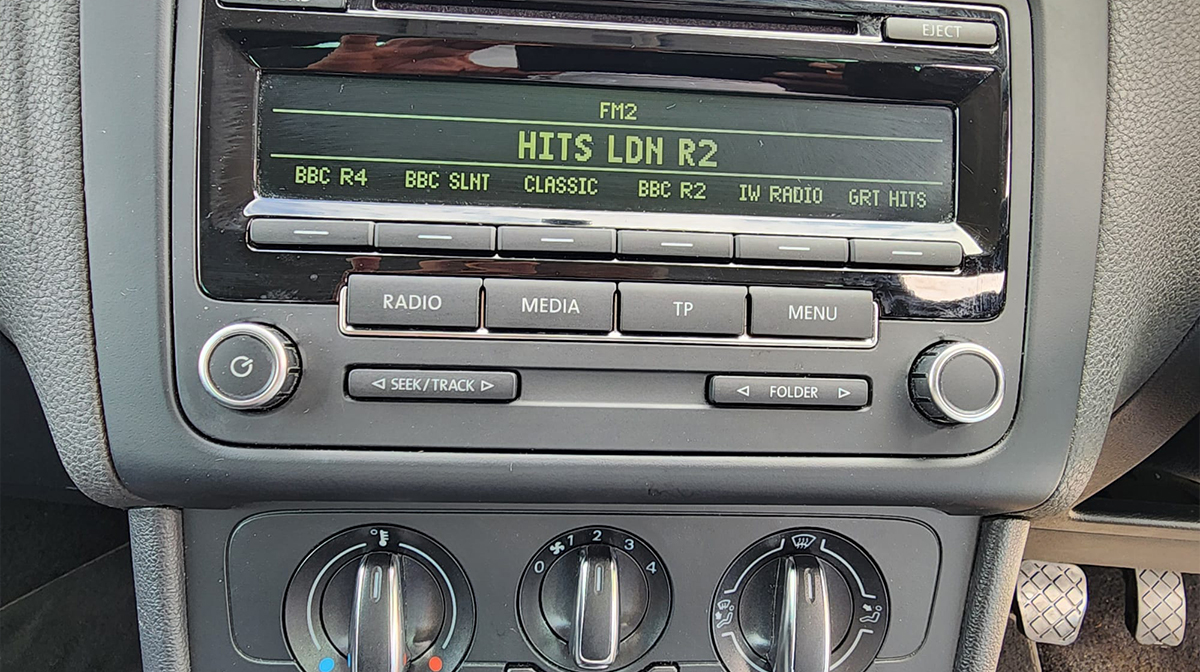 EJECT
FM2
HITS LDN R2
BBC R4 BBC SLNT CLASSIC BBC R2 IW RADIO GRT HITS
RADIO MEDIA TP MENU
SEEK/TRACK FOLDER
0 1 2 3 4